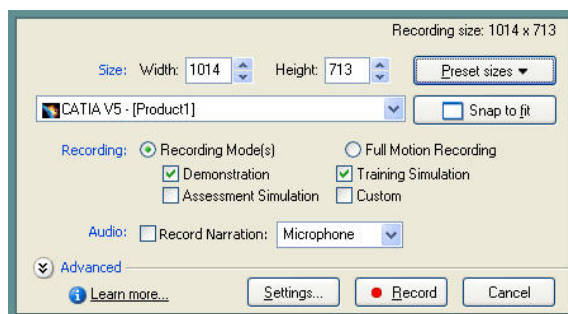 Recording size: 1014 x 713
Size: Width: 1014 Height: 713 Preset sizes
CATIA V5 - [Product1] Snap to fit
Recording: Recording Mode(s) Full Motion Recording
Demonstration Training Simulation
Assessment Simulation Custom
Audio: Record Narration: Microphone
Advanced
Learn more... Settings... Record Cancel